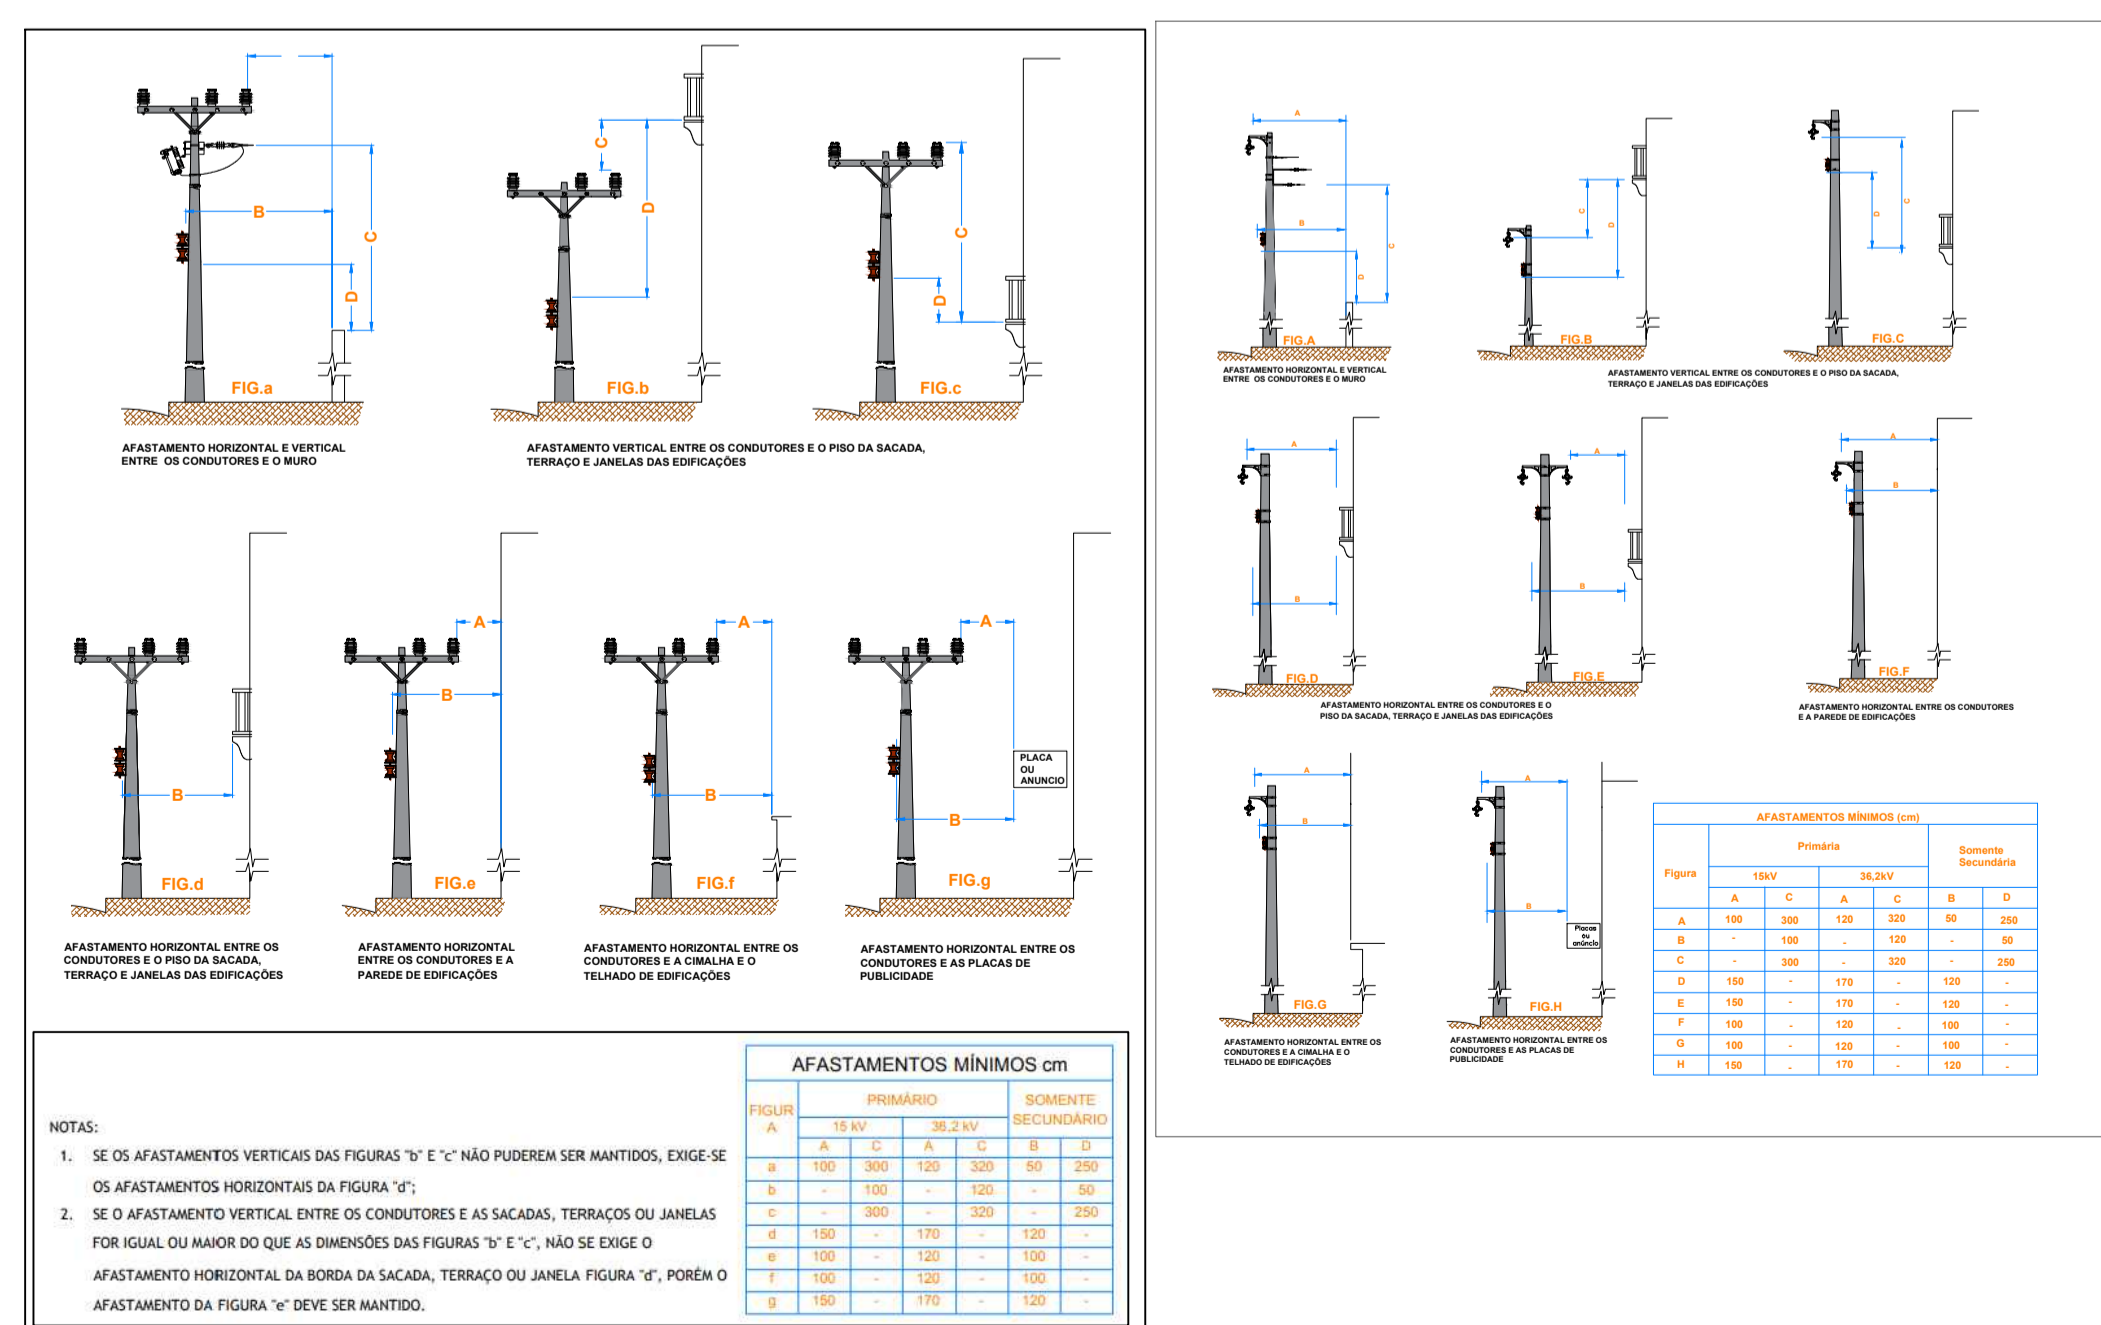 B
C
D
FIG.a
C
D
FIG.b
C
D
FIG.c
AFASTAMENTO HORIZONTAL E VERTICAL
ENTRE OS CONDUTORES E O MURO
AFASTAMENTO VERTICAL ENTRE OS CONDUTORES E O PISO DA SACADA,
TERRAÇO E JANELAS DAS EDIFICAÇÕES
B
FIG.d
A
B
FIG.e
A
B
FIG.f
A
PLACA
OU
ANUNCIO
B
FIG.g
AFASTAMENTO HORIZONTAL ENTRE OS
CONDUTORES E O PISO DA SACADA,
TERRAÇO E JANELAS DAS EDIFICAÇÕES
AFASTAMENTO HORIZONTAL
ENTRE OS CONDUTORES E A
PAREDE DE EDIFICAÇÕES
AFASTAMENTO HORIZONTAL ENTRE OS
CONDUTORES E A CIMALHA E O
TELHADO DE EDIFICAÇÕES
AFASTAMENTO HORIZONTAL ENTRE OS
CONDUTORES E AS PLACAS DE
PUBLICIDADE
NOTAS:
1. SE OS AFASTAMENTOS VERTICAIS DAS FIGURAS "b" E "c" NÃO PUDEREM SER MANTIDOS, EXIGE-SE
OS AFASTAMENTOS HORIZONTAIS DA FIGURA "d";
2. SE O AFASTAMENTO VERTICAL ENTRE OS CONDUTORES E AS SACADAS, TERRAÇOS OU JANELAS
FOR IGUAL OU MAIOR DO QUE AS DIMENSÕES DAS FIGURAS "b" E "c", NÃO SE EXIGE O
AFASTAMENTO HORIZONTAL DA BORDA DA SACADA, TERRAÇO OU JANELA FIGURA "d", PORÉM O
AFASTAMENTO DA FIGURA "e" DEVE SER MANTIDO.
AFASTAMENTOS MÍNIMOS cm
FIGUR
A
PRIMÁRIO
SOMENTE
SECUNDÁRIO
15 kV 36,2 kV
A C A C B D
a 100 300 120 320 50 250
b - 100 - 120 - 50
c - 300 - 320 - 250
d 150 - 170 - 120 -
e 100 - 120 - 100 -
f 100 - 120 - 100 -
g 150 - 170 - 120 -
A
B
C
D
FIG.A
C
D
FIG.B
C
D
FIG.C
AFASTAMENTO HORIZONTAL E VERTICAL
ENTRE OS CONDUTORES E O MURO
AFASTAMENTO VERTICAL ENTRE OS CONDUTORES E O PISO DA SACADA,
TERRAÇO E JANELAS DAS EDIFICAÇÕES
A
B
FIG.D
A
B
FIG.E
A
B
FIG.F
AFASTAMENTO HORIZONTAL ENTRE OS CONDUTORES E O
PISO DA SACADA, TERRAÇO E JANELAS DAS EDIFICAÇÕES
AFASTAMENTO HORIZONTAL ENTRE OS CONDUTORES
E A PAREDE DE EDIFICAÇÕES
A
B
FIG.G
A
B
Placas
ou
anúncio
FIG.H
AFASTAMENTO HORIZONTAL ENTRE OS
CONDUTORES E A CIMALHA E O
TELHADO DE EDIFICAÇÕES
AFASTAMENTO HORIZONTAL ENTRE OS
CONDUTORES E AS PLACAS DE
PUBLICIDADE
AFASTAMENTOS MÍNIMOS (cm)
Figura
Primária
Somente
Secundária
15kV 36,2kV
A C A C B D
A 100 300 120 320 50 250
B - 100 - 120 - 50
C - 300 - 320 - 250
D 150 - 170 - 120 -
E 150 - 170 - 120 -
F 100 - 120 - 100 -
G 100 - 120 - 100 -
H 150 - 170 - 120 -